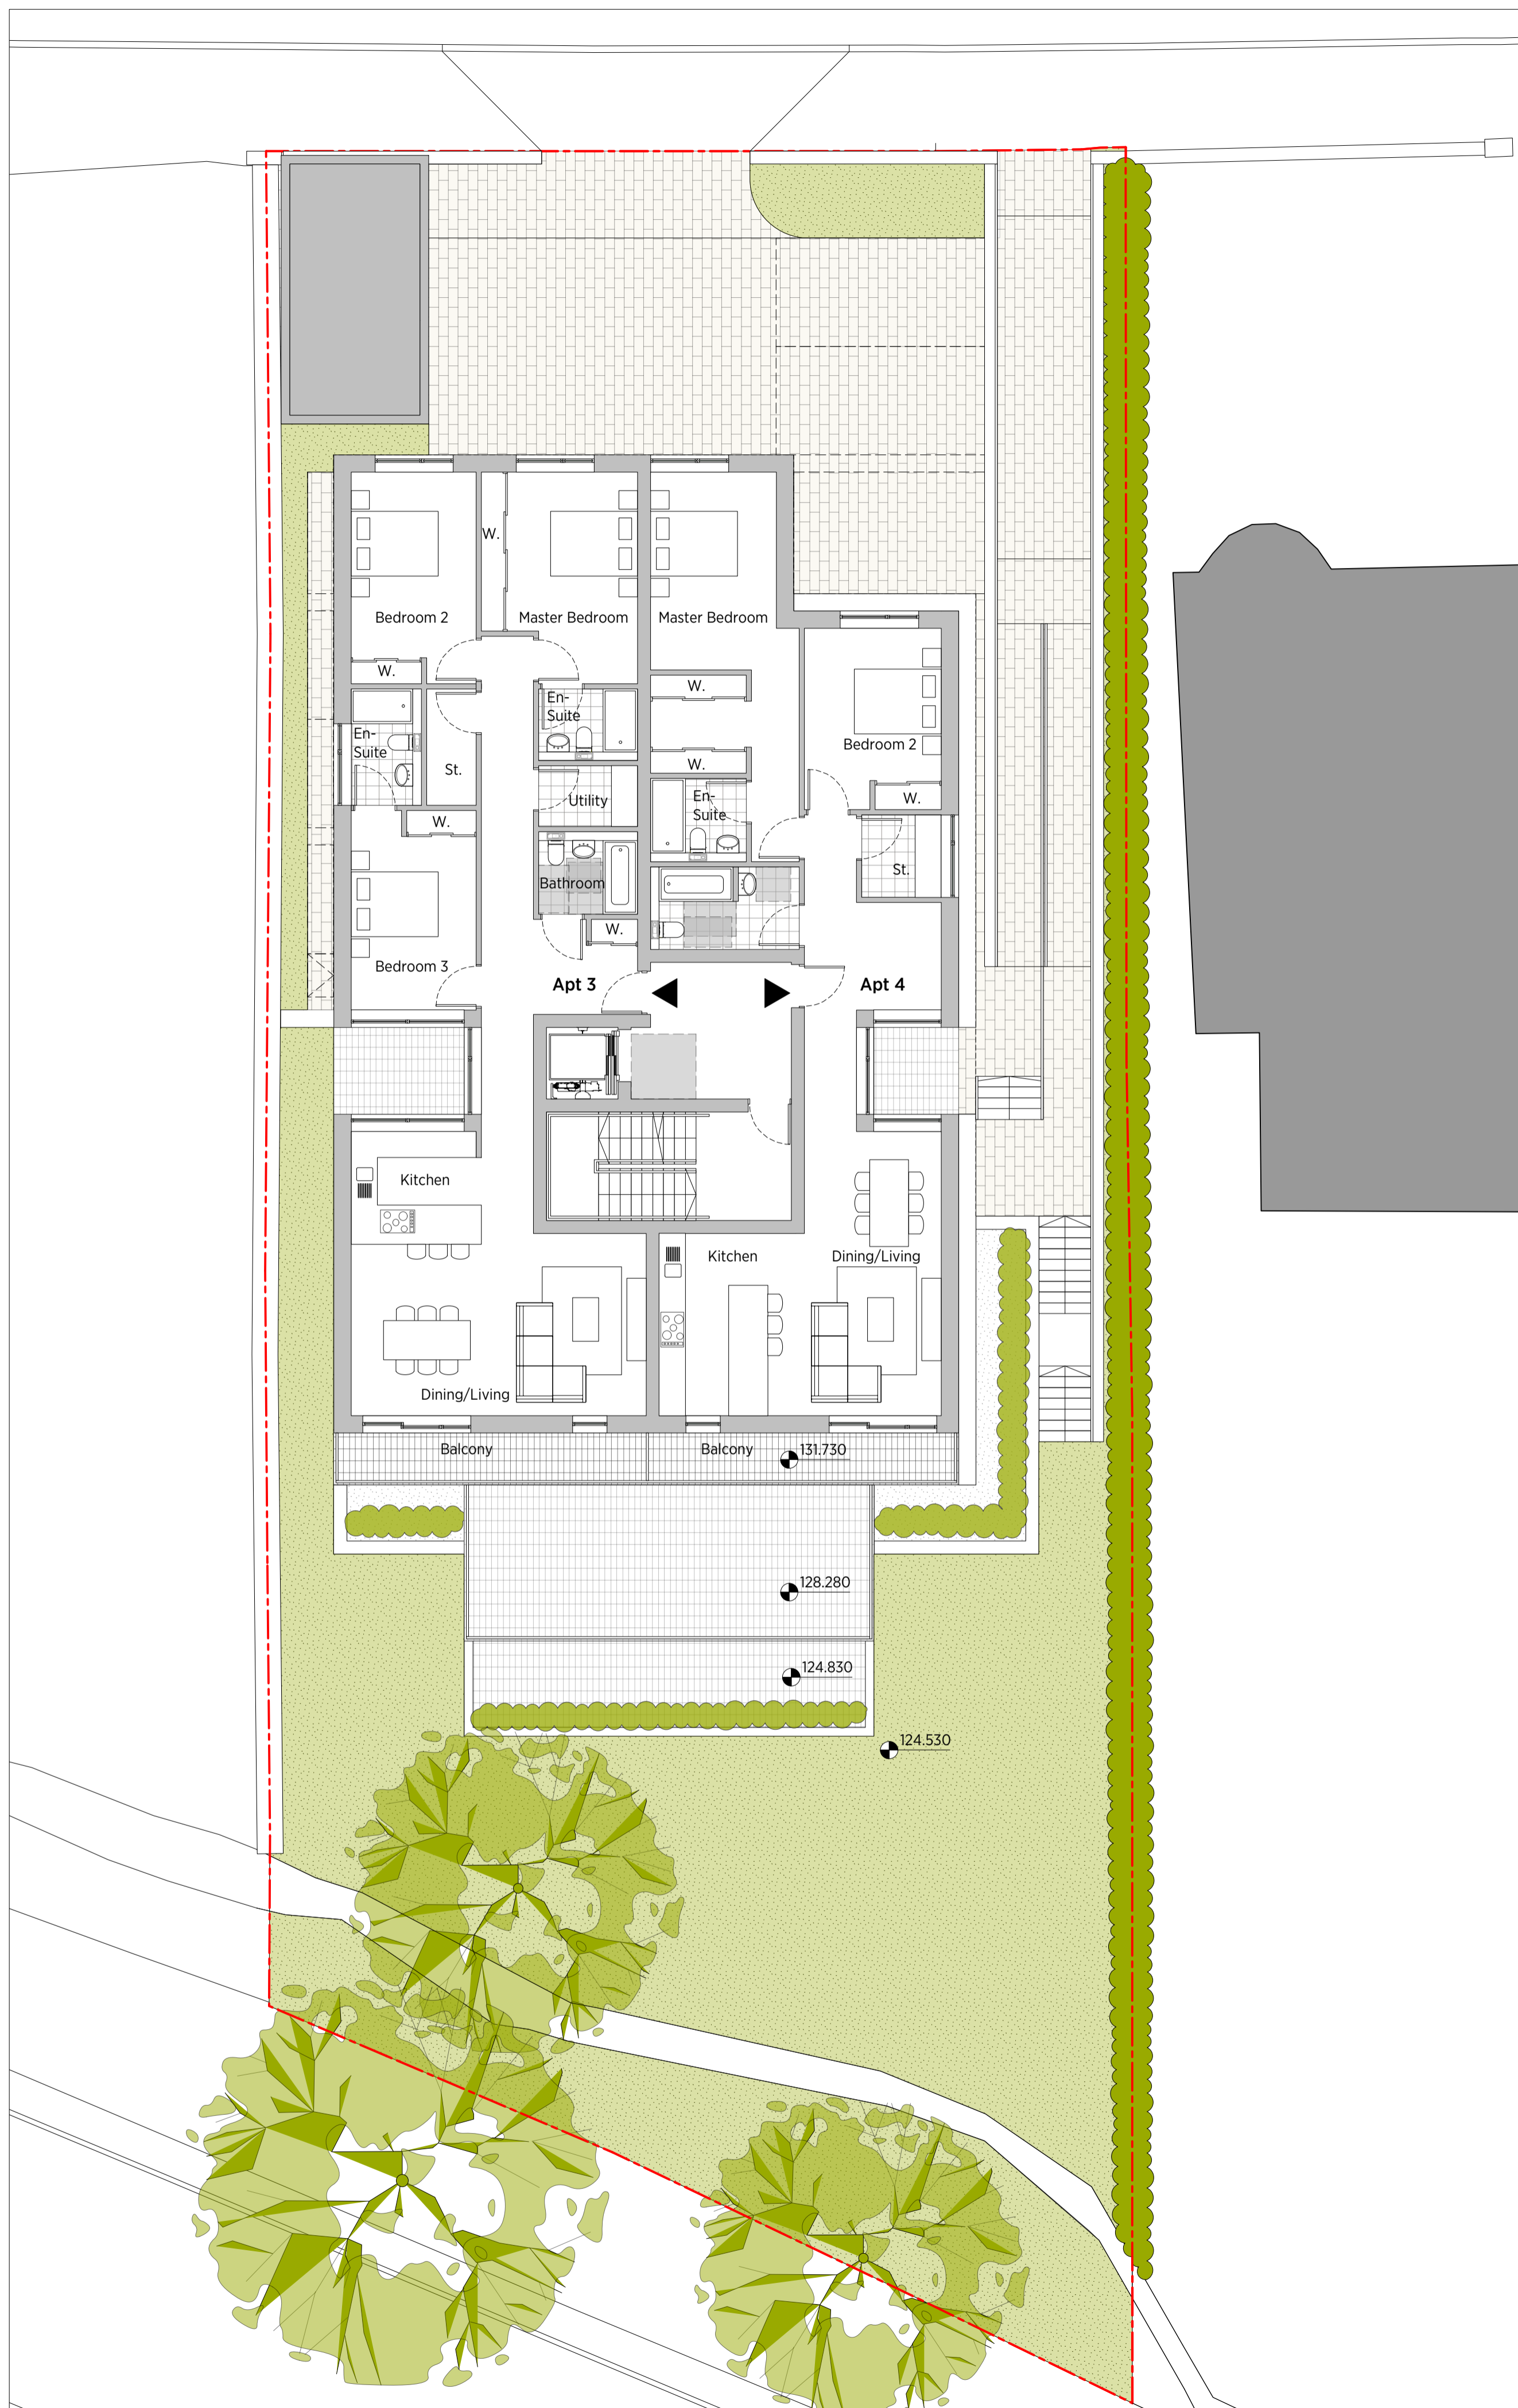 W.
Bedroom 2
Master Bedroom
Master Bedroom
W.
En-
Suite
W.
En-
Suite
Bedroom 2
W.
St.
Utility
En-
Suite
W.
W.
Bathroom
St.
W.
Bedroom 3
Apt 3
Apt 4
Kitchen
Kitchen
Dining/Living
Dining/Living
Balcony
Balcony
131.730
128.280
124.830
124.530